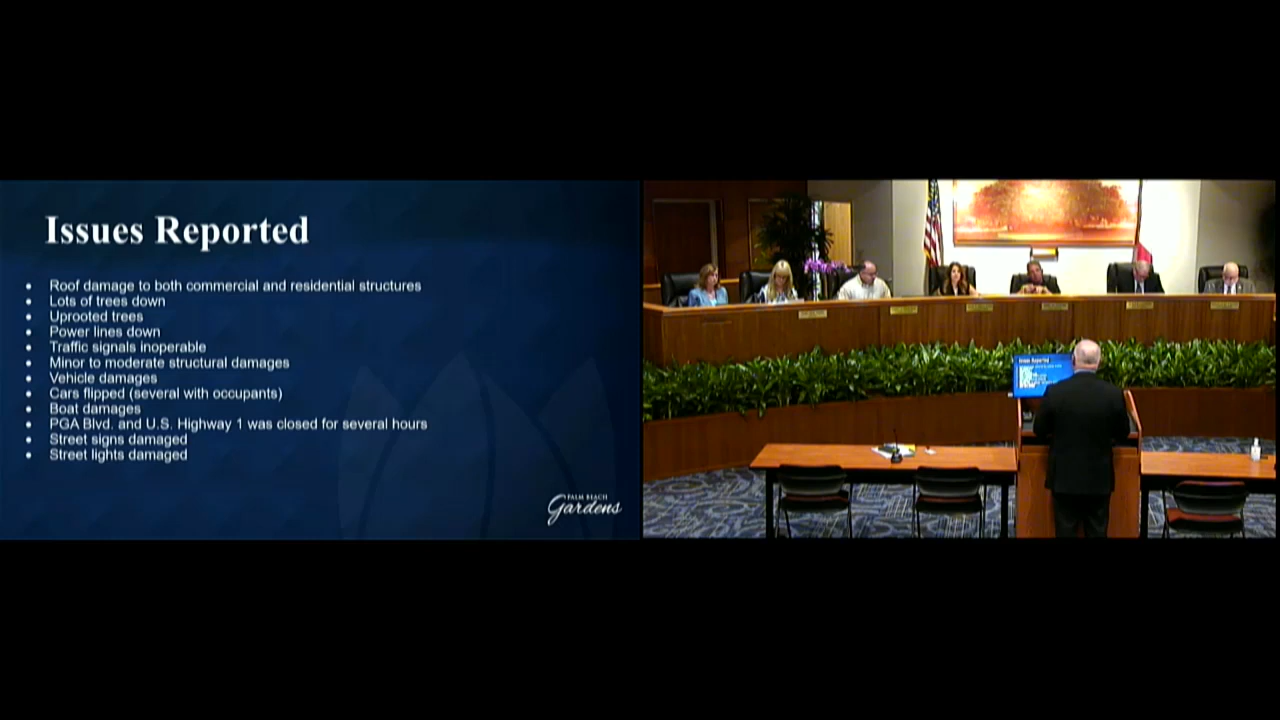 Issues Reported
• Roof damage to both commercial and residential structures
• Lots of trees down
• Uprooted trees
• Power lines down
• Traffic signals inoperable
• Minor to moderate structural damages
• Vehicle damages
• Cars flipped (several with occupants)
• Boat damages
• PGA Blvd. and U.S. Highway 1 was closed for several hours
• Street signs damaged
• Street lights damaged
PALM BEACH
Gardens
Issues Reported